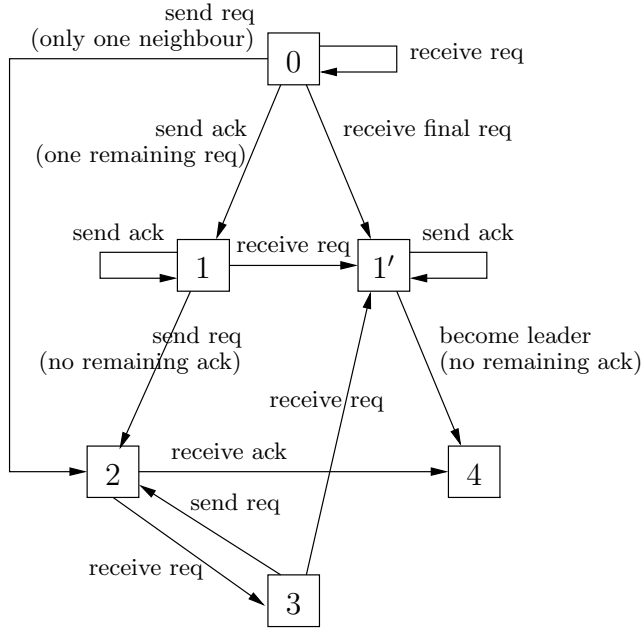 send req
(only one neighbour)
0
receive req
send ack
(one remaining req)
receive final req
send ack
receive req
send ack
1
1′
send req
(no remaining ack)
become leader
(no remaining ack)
receive req
2
receive ack
4
send req
receive req
3